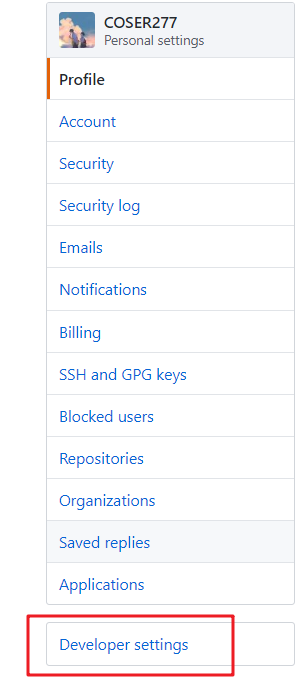 COSER277
Personal settings
Profile
Account
Security
Security log
Emails
Notifications
Billing
SSH and GPG keys
Blocked users
Repositories
Organizations
Saved replies
Applications
Developer settings